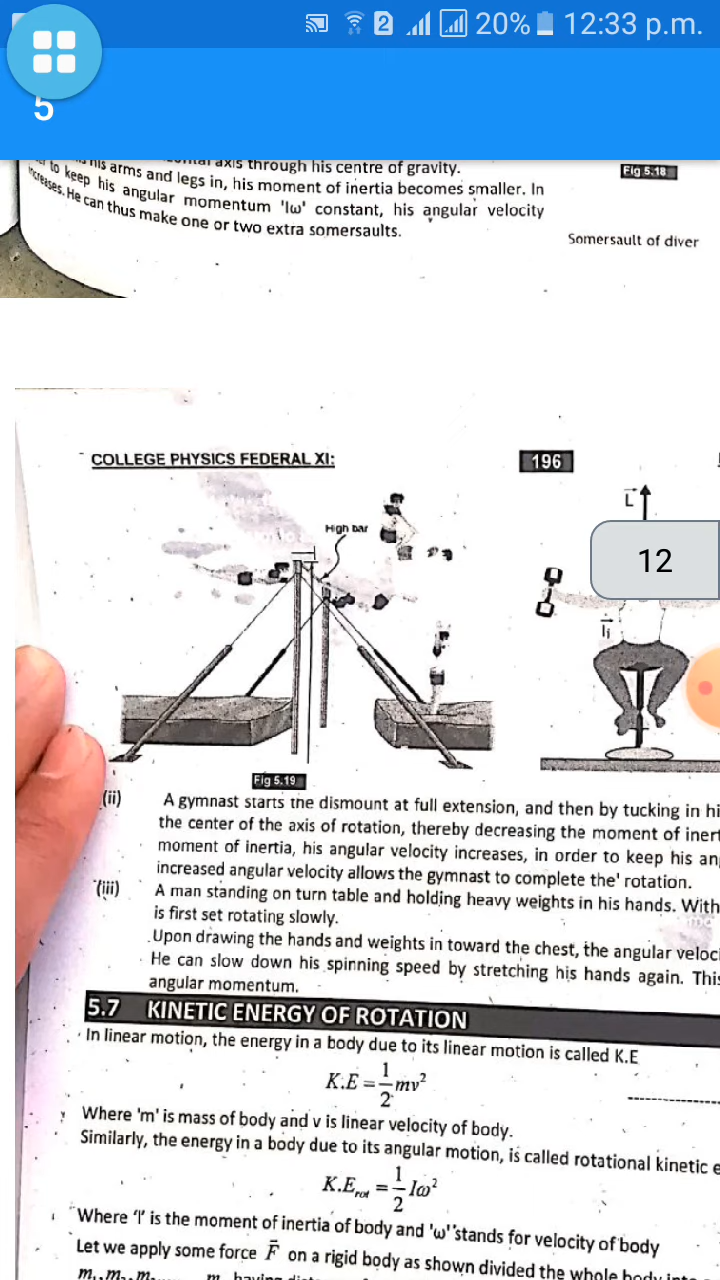 2 20% 12:33 p.m.
5
axis through his centre of gravity.
his arms and legs in, his moment of inertia becomes smaller. In
to keep his angular momentum 'Iω' constant, his angular velocity
increases. He can thus make one or two extra somersaults.
Fig 5.18
Somersault of diver
COLLEGE PHYSICS FEDERAL XI:
196
High bar
L
12
Fig 5.19
(ii) A gymnast starts the dismount at full extension, and then by tucking in hi
the center of the axis of rotation, thereby decreasing the moment of inert
moment of inertia, his angular velocity increases, in order to keep his an
increased angular velocity allows the gymnast to complete the' rotation.
(iii) A man standing on turn table and holding heavy weights in his hands. With
is first set rotating slowly.
Upon drawing the hands and weights in toward the chest, the angular veloci
He can slow down his spinning speed by stretching his hands again. This
angular momentum.
5.7 KINETIC ENERGY OF ROTATION
In linear motion, the energy in a body due to its linear motion is called K.E
K.E = 1/2 mv²
Where 'm' is mass of body and v is linear velocity of body.
Similarly, the energy in a body due to its angular motion, is called rotational kinetic e
K.E_rot = 1/2 Iω²
Where 'I' is the moment of inertia of body and 'w' stands for velocity of body
Let we apply some force F on a rigid body as shown divided the whole body into